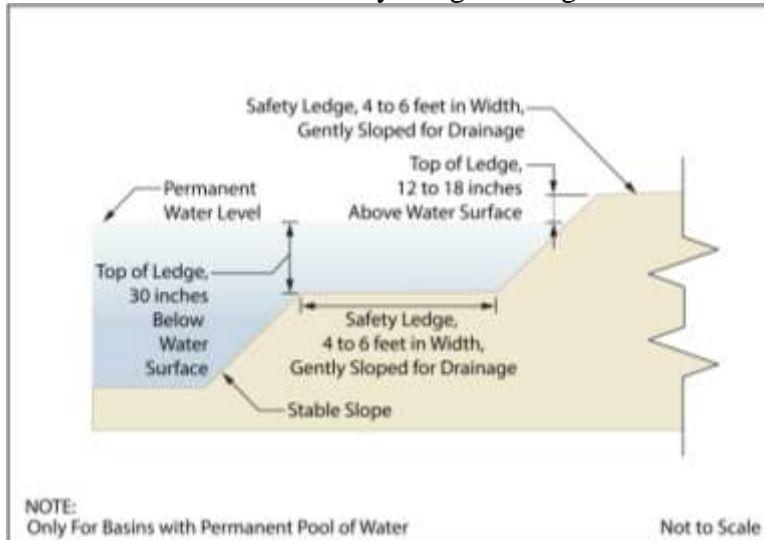 Safety Ledge, 4 to 6 feet in Width,
Gently Sloped for Drainage
Top of Ledge,
12 to 18 inches
Above Water Surface
Permanent
Water Level
Top of Ledge,
30 inches
Below
Water
Surface
Safety Ledge,
4 to 6 feet in Width,
Gently Sloped for Drainage
Stable Slope
NOTE:
Only For Basins with Permanent Pool of Water
Not to Scale